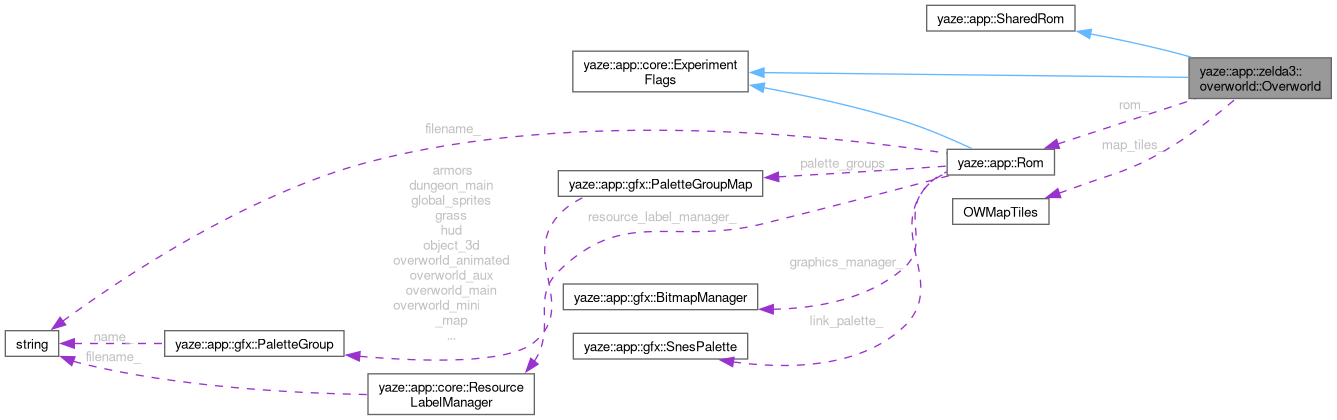 yaze::app::SharedRom
yaze::app::core::Experiment
Flags
yaze::app::zelda3::
overworld::Overworld
rom_
filename_
map_tiles_
yaze::app::Rom
palette_groups_
armors
dungeon_main
global_sprites
grass
hud
object_3d
overworld_animated
overworld_aux
overworld_main
overworld_mini
_map
...
yaze::app::gfx::PaletteGroupMap
resource_label_manager_
OWMapTiles
graphics_manager_
yaze::app::gfx::BitmapManager
link_palette_
string
name_
yaze::app::gfx::PaletteGroup
yaze::app::gfx::SnesPalette
filename_
yaze::app::core::Resource
LabelManager